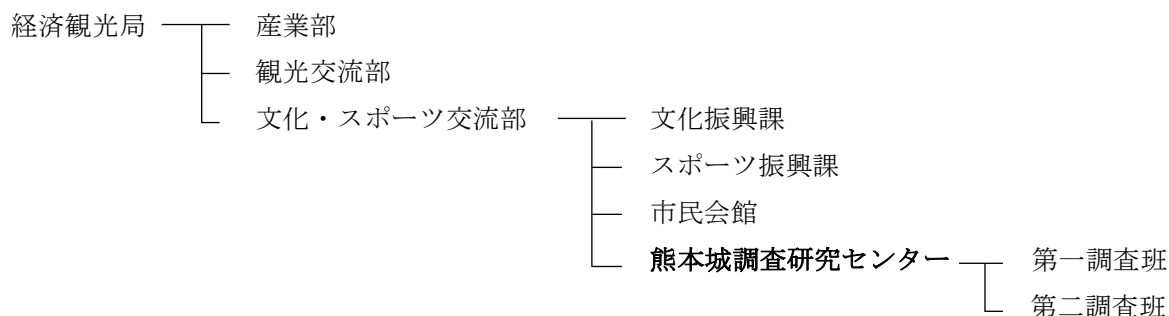 経済観光局 産業部
観光交流部
文化・スポーツ交流部 文化振興課
スポーツ振興課
市民会館
熊本城調査研究センター 第一調査班
第二調査班